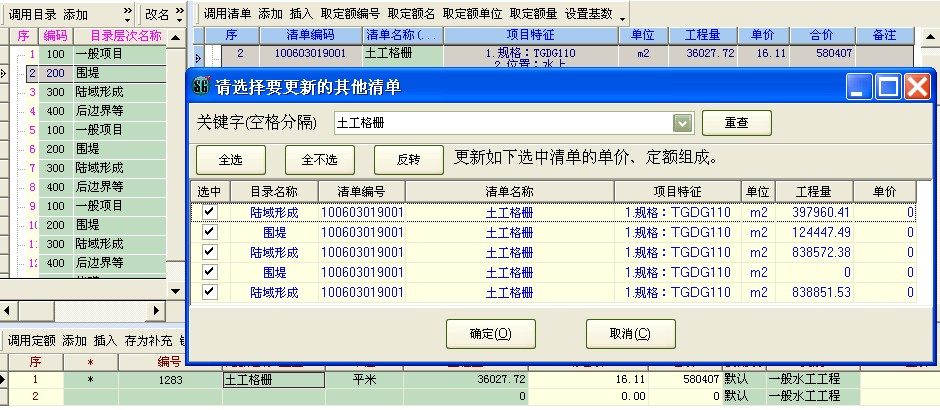 调用目录 添加 » 改名 »
序 编码 目录层次名称
1 100 一般项目
2 200 围堤
3 300 陆域形成
4 400 后边界等
5 100 一般项目
6 200 围堤
7 300 陆域形成
8 400 后边界等
9 100 一般项目
10 200 围堤
11 300 陆域形成
12 400 后边界等
调用清单 添加 插入 取定额编号 取定额名 取定额单位 取定额量 设置基数
序 清单编码 清单名称(... 项目特征 单位 工程量 单价 合价 备注
2 100603019001 土工格栅 1.规格：TGDG110 m2 36027.72 16.11 580407
2.位置：水上
请选择要更新的其他清单
关键字(空格分隔) 土工格栅 重查
全选 全不选 反转 更新如下选中清单的单价、定额组成。
选中 目录名称 清单编号 清单名称 项目特征 单位 工程量 单价
陆域形成 100603019001 土工格栅 1.规格：TGDG110 m2 397960.41 0
围堤 100603019001 土工格栅 1.规格：TGDG110 m2 124447.49 0
陆域形成 100603019001 土工格栅 1.规格：TGDG110 m2 838572.38 0
围堤 100603019001 土工格栅 1.规格：TGDG110 m2 0 0
陆域形成 100603019001 土工格栅 1.规格：TGDG110 m2 838851.53 0
确定(O) 取消(C)
调用定额 添加 插入 存为补充
序 * 编号
1 * 1283 土工格栅 平米 36027.72 16.11 580407 默认 一般水工工程
2 0 0.00 0 默认 一般水工工程